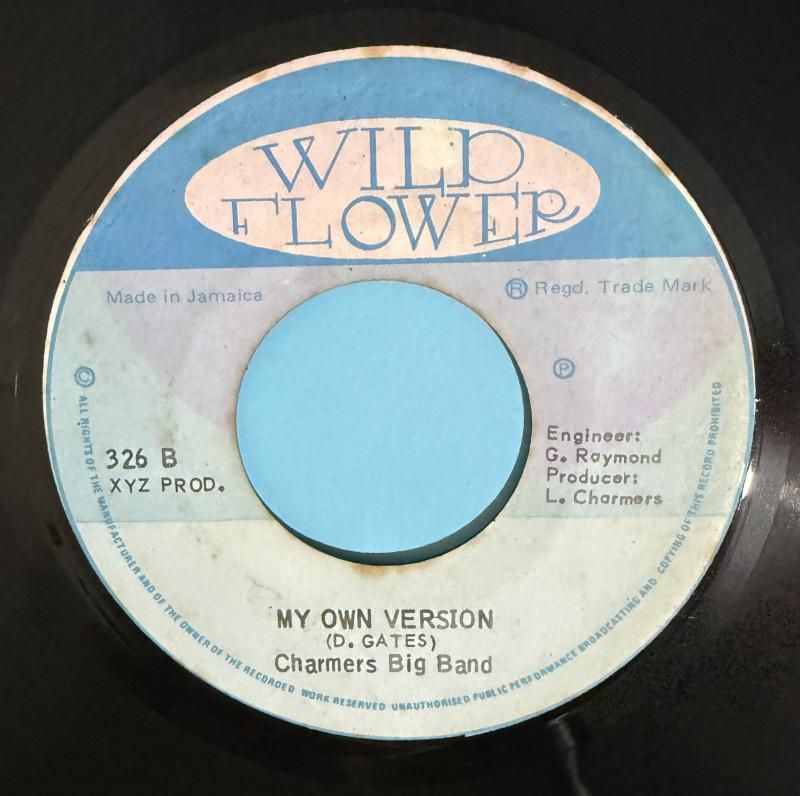 WILD
FLOWER
Made in Jamaica
® Regd. Trade Mark
℗
326 B
XYZ PROD.
Engineer:
G. Raymond
Producer:
L. Charmers
MY OWN VERSION
(D. GATES)
Charmers Big Band
© ALL RIGHTS OF THE MANUFACTURER AND OF THE OWNER OF THE RECORDED WORK RESERVED UNAUTHORISED PUBLIC PERFORMANCE BROADCASTING AND COPYING OF THIS RECORD PROHIBITED